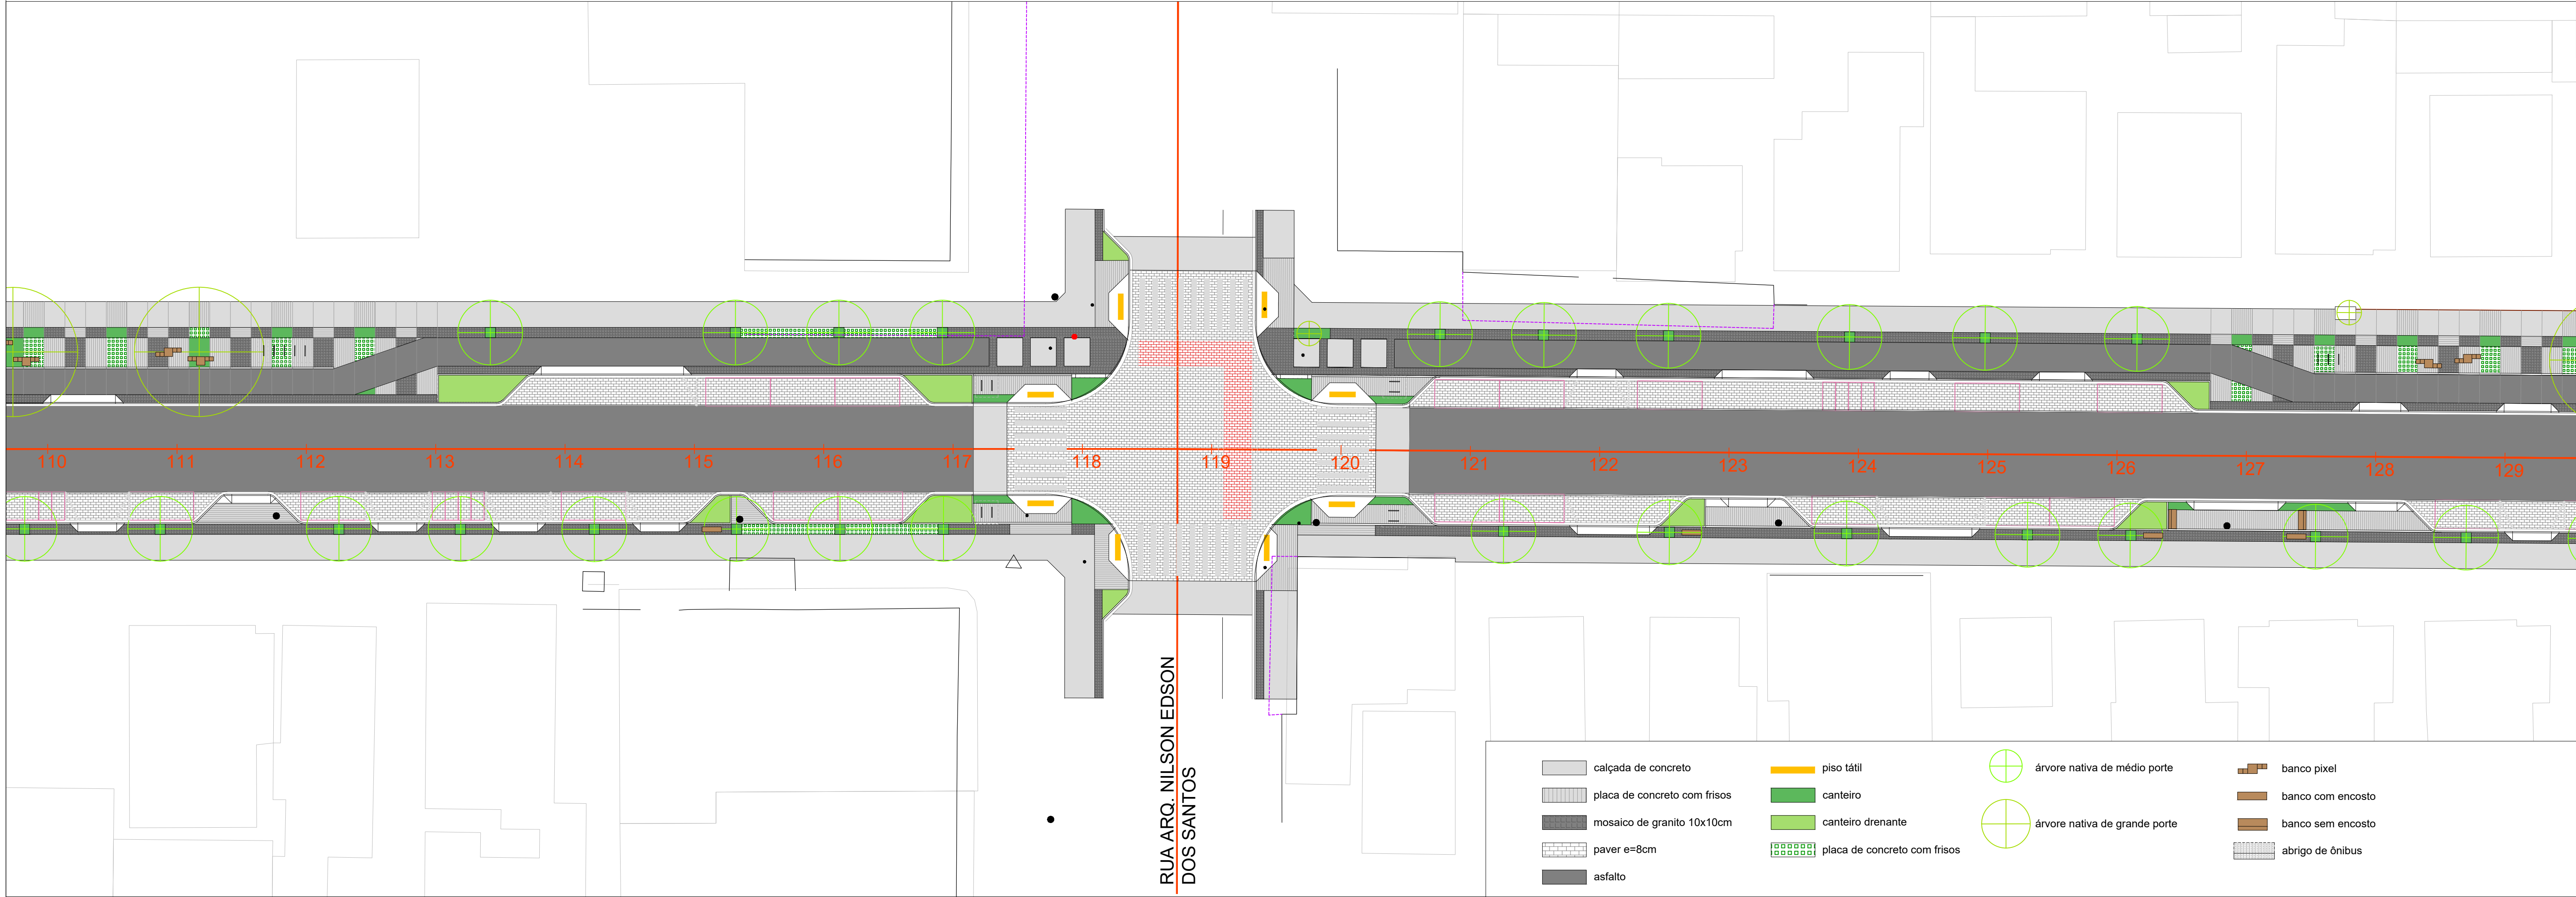 110 111 112 113 114 115 116 117 118 119 120 121 122 123 124 125 126 127 128 129
RUA ARQ. NILSON EDSON
DOS SANTOS
calçada de concreto
placa de concreto com frisos
mosaico de granito 10x10cm
paver e=8cm
asfalto
piso tátil
canteiro
canteiro drenante
placa de concreto com frisos
árvore nativa de médio porte
árvore nativa de grande porte
banco pixel
banco com encosto
banco sem encosto
abrigo de ônibus